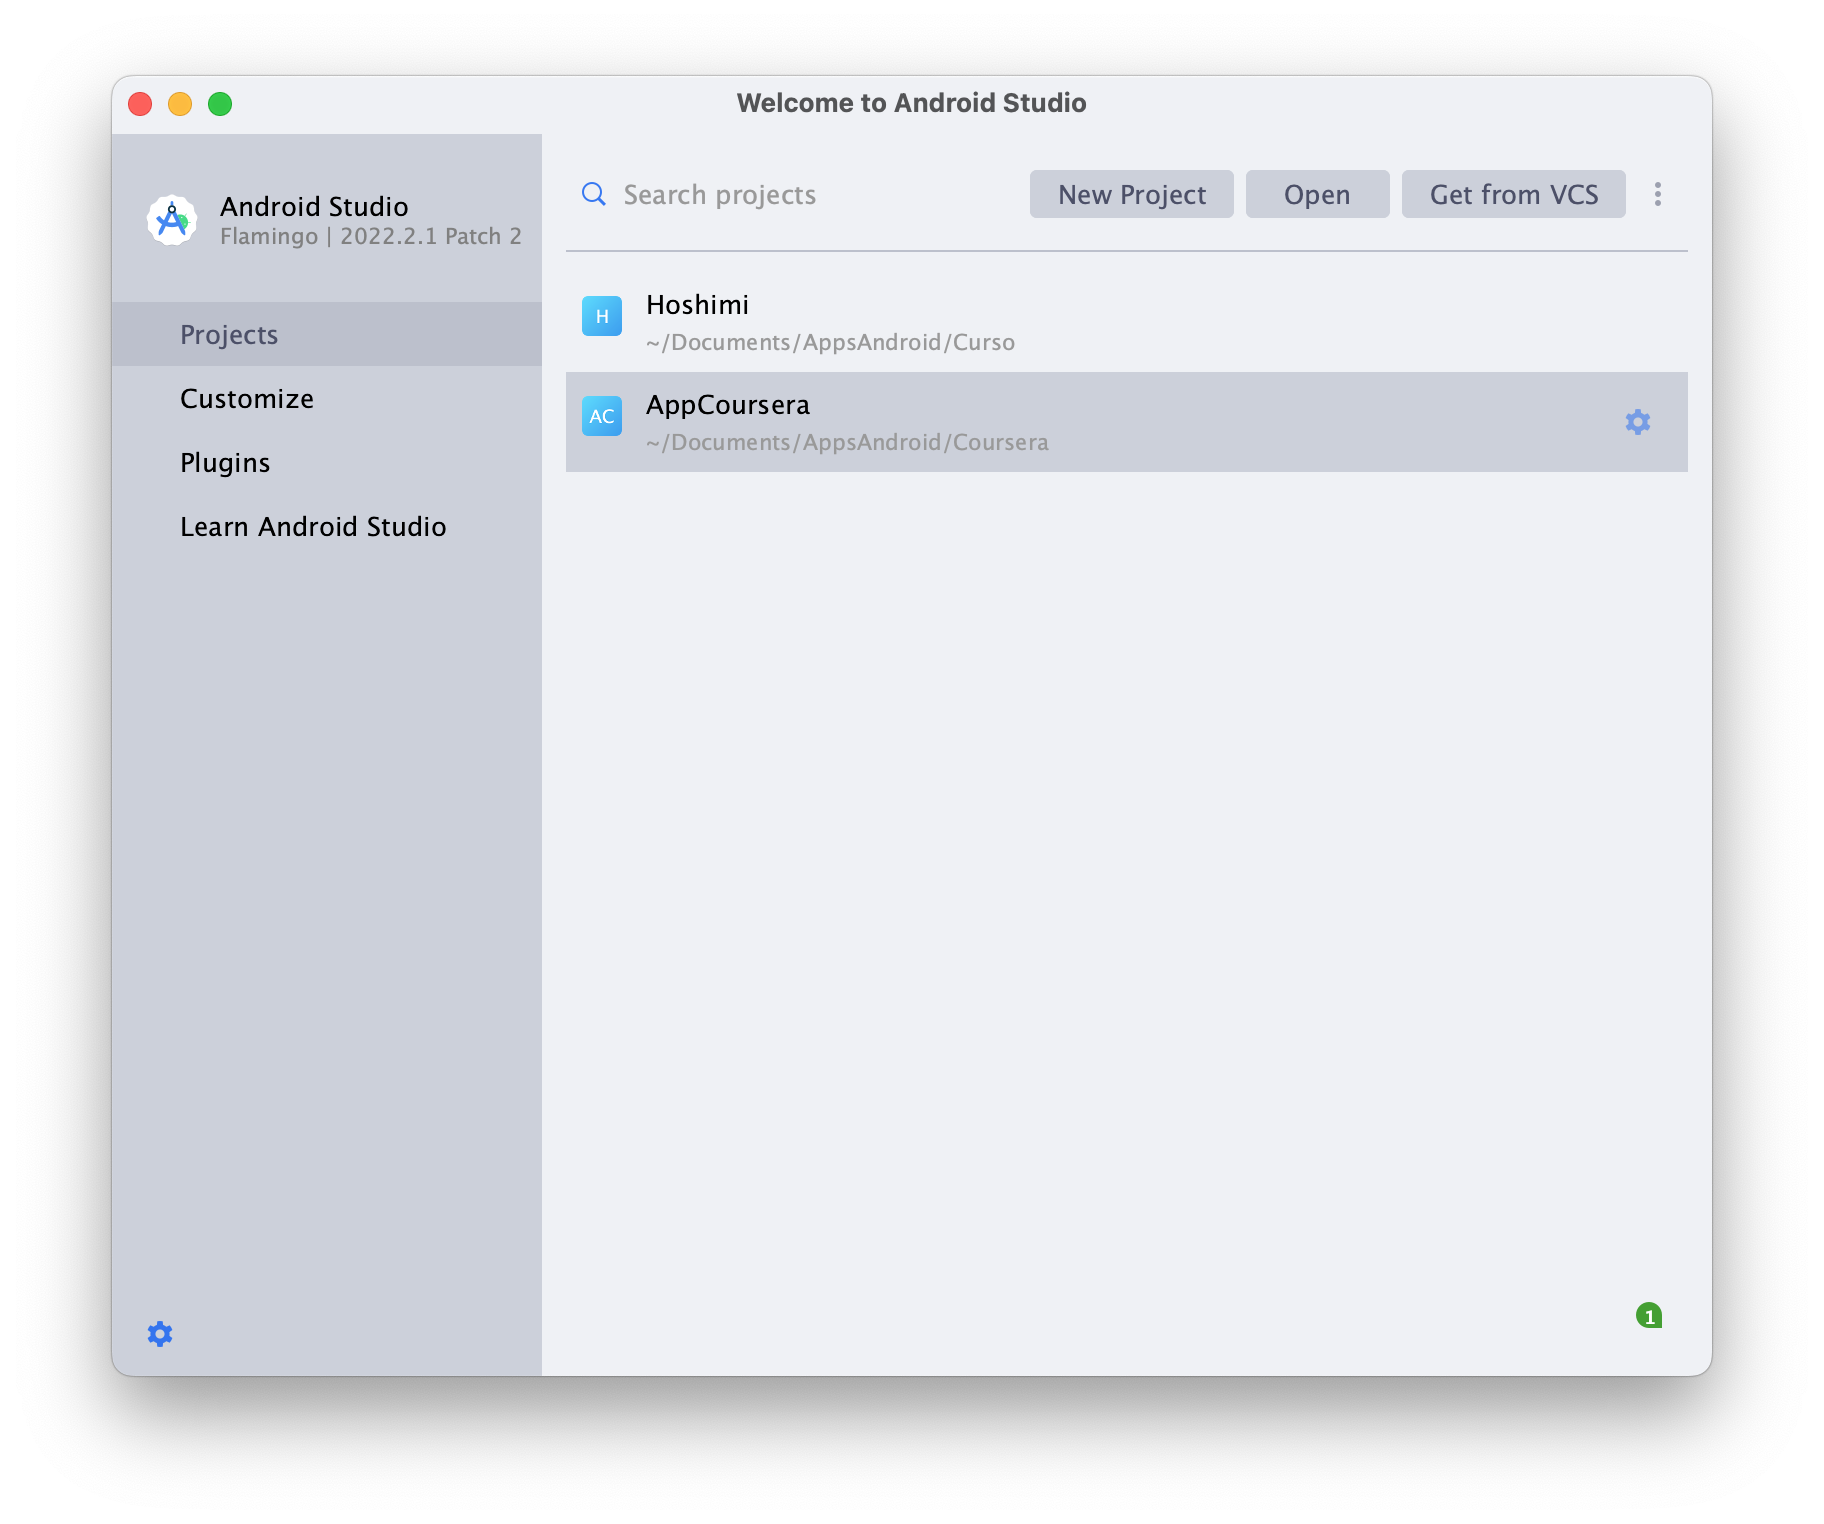 Welcome to Android Studio
Android Studio
Flamingo | 2022.2.1 Patch 2
Projects
Customize
Plugins
Learn Android Studio
Search projects
New Project
Open
Get from VCS
H
Hoshimi
~/Documents/AppsAndroid/Curso
AC
AppCoursera
~/Documents/AppsAndroid/Coursera
1